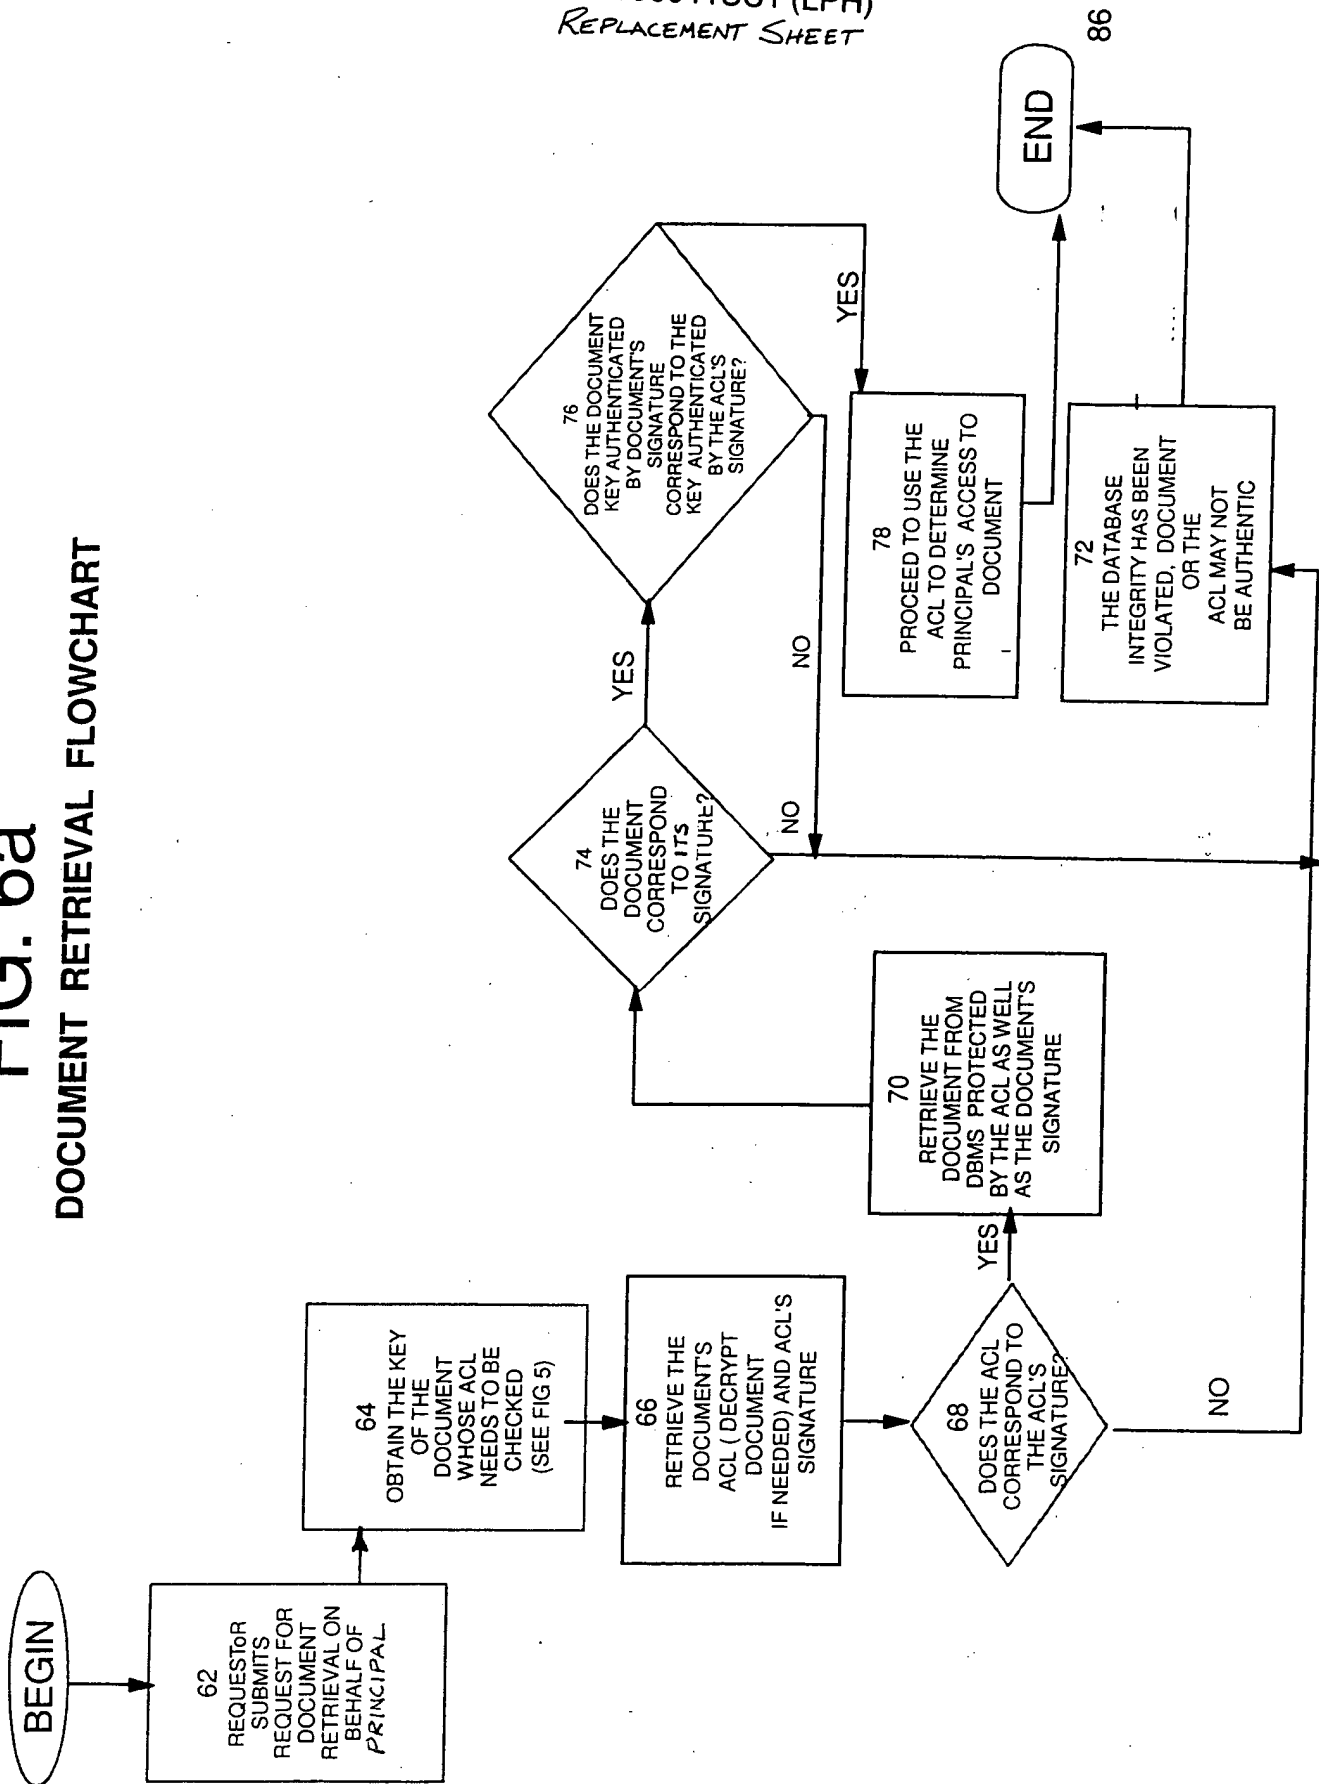 REPLACEMENT SHEET
FIG. 6a
DOCUMENT RETRIEVAL FLOWCHART
BEGIN
62
REQUESToR
SUBMITS
REQUEST FOR
DOCUMENT
RETRIEVAL ON
BEHALF OF
PRINCIPAL
64
OBTAIN THE KEY
OF THE
DOCUMENT
WHOSE ACL
NEEDS TO BE
CHECKED
(SEE FIG 5)
66
RETRIEVE THE
DOCUMENT'S
ACL ( DECRYPT
DOCUMENT
IF NEEDED) AND ACL'S
SIGNATURE
68
DOES THE ACL
CORRESPOND TO
THE ACL'S
SIGNATURE?
YES
NO
70
RETRIEVE THE
DOCUMENT FROM
DBMS PROTECTED
BY THE ACL AS WELL
AS THE DOCUMENT'S
SIGNATURE
74
DOES THE
DOCUMENT
CORRESPOND
TO ITS
SIGNATURE?
YES
NO
76
DOES THE DOCUMENT
KEY AUTHENTICATED
BY DOCUMENT'S
SIGNATURE
CORRESPOND TO THE
KEY AUTHENTICATED
BY THE ACL'S
SIGNATURE?
YES
NO
78
PROCEED TO USE THE
ACL TO DETERMINE
PRINCIPAL'S ACCESS TO
DOCUMENT
72
THE DATABASE
INTEGRITY HAS BEEN
VIOLATED, DOCUMENT
OR THE
ACL MAY NOT
BE AUTHENTIC
END
86